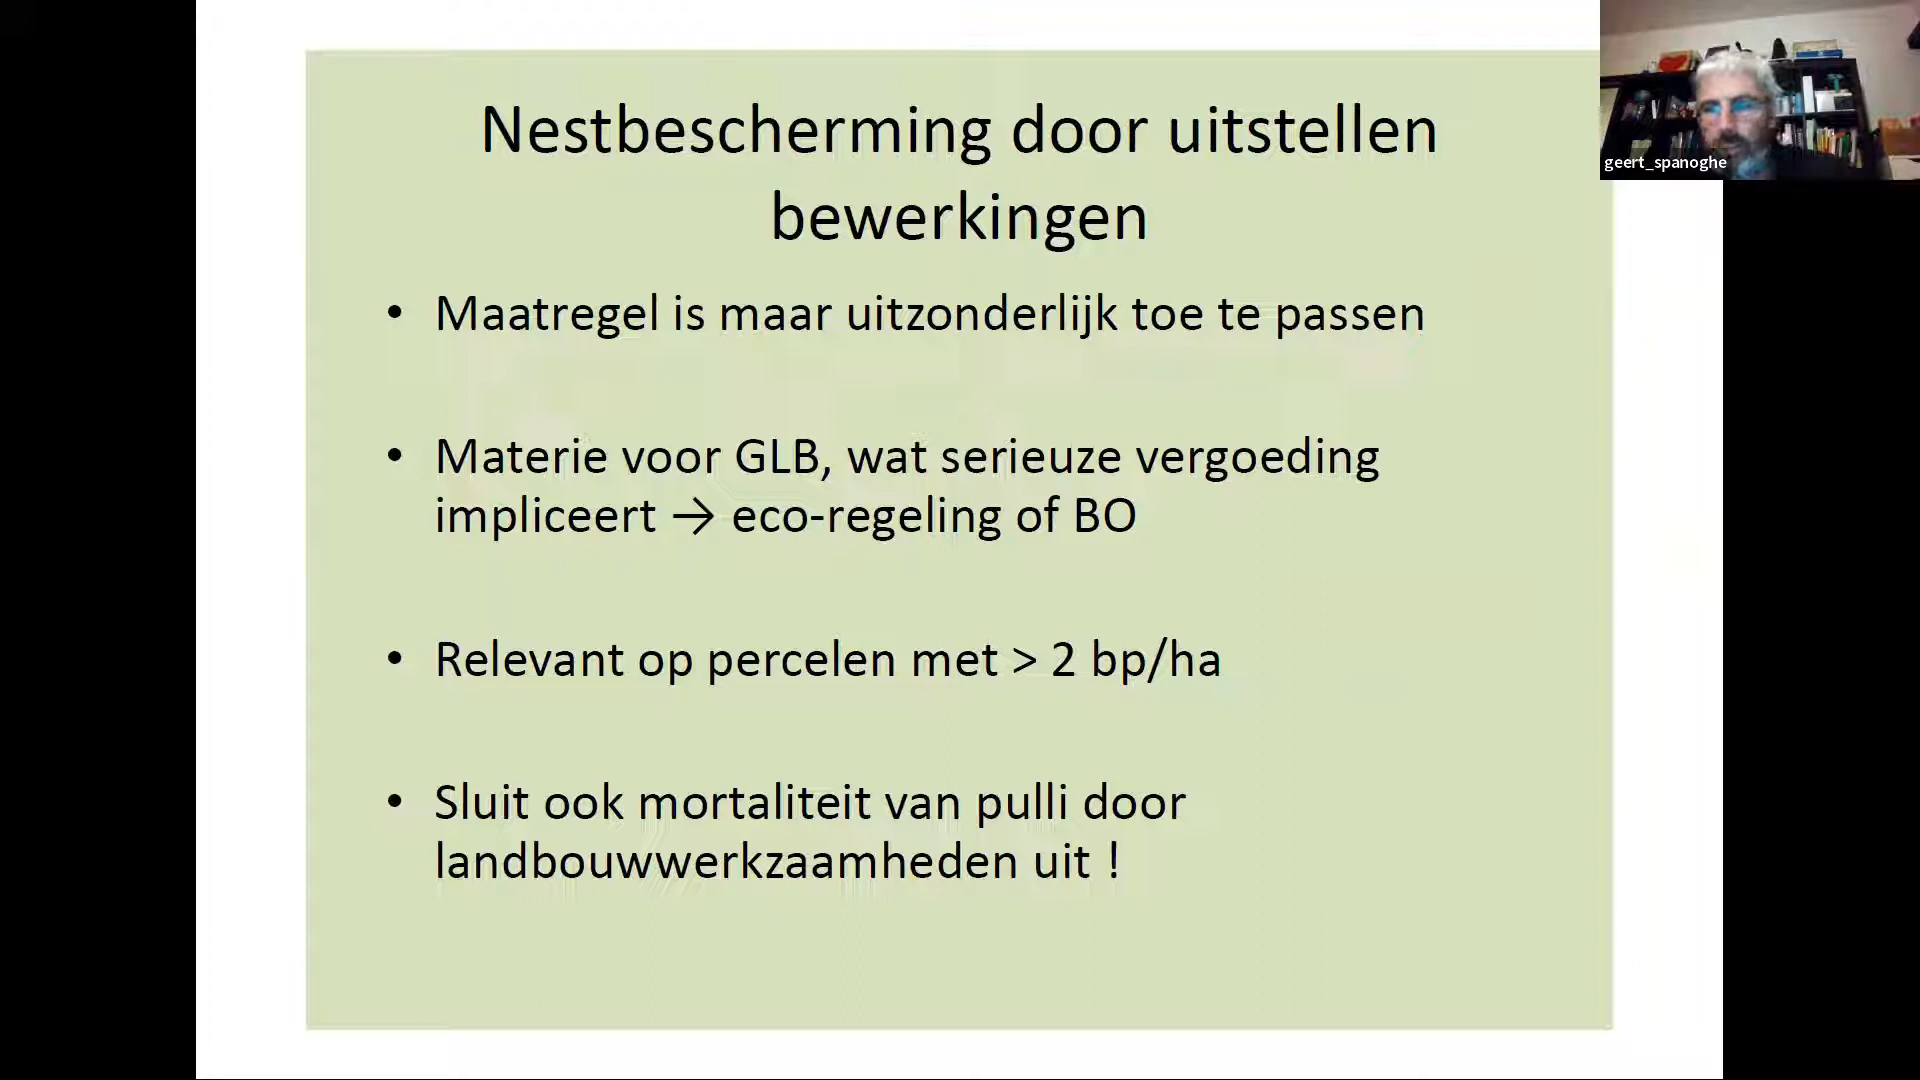 Nestbescherming door uitstellen
bewerkingen
• Maatregel is maar uitzonderlijk toe te passen
• Materie voor GLB, wat serieuze vergoeding
impliceert → eco-regeling of BO
• Relevant op percelen met > 2 bp/ha
• Sluit ook mortaliteit van pulli door
landbouwwerkzaamheden uit !
geert_spanoghe